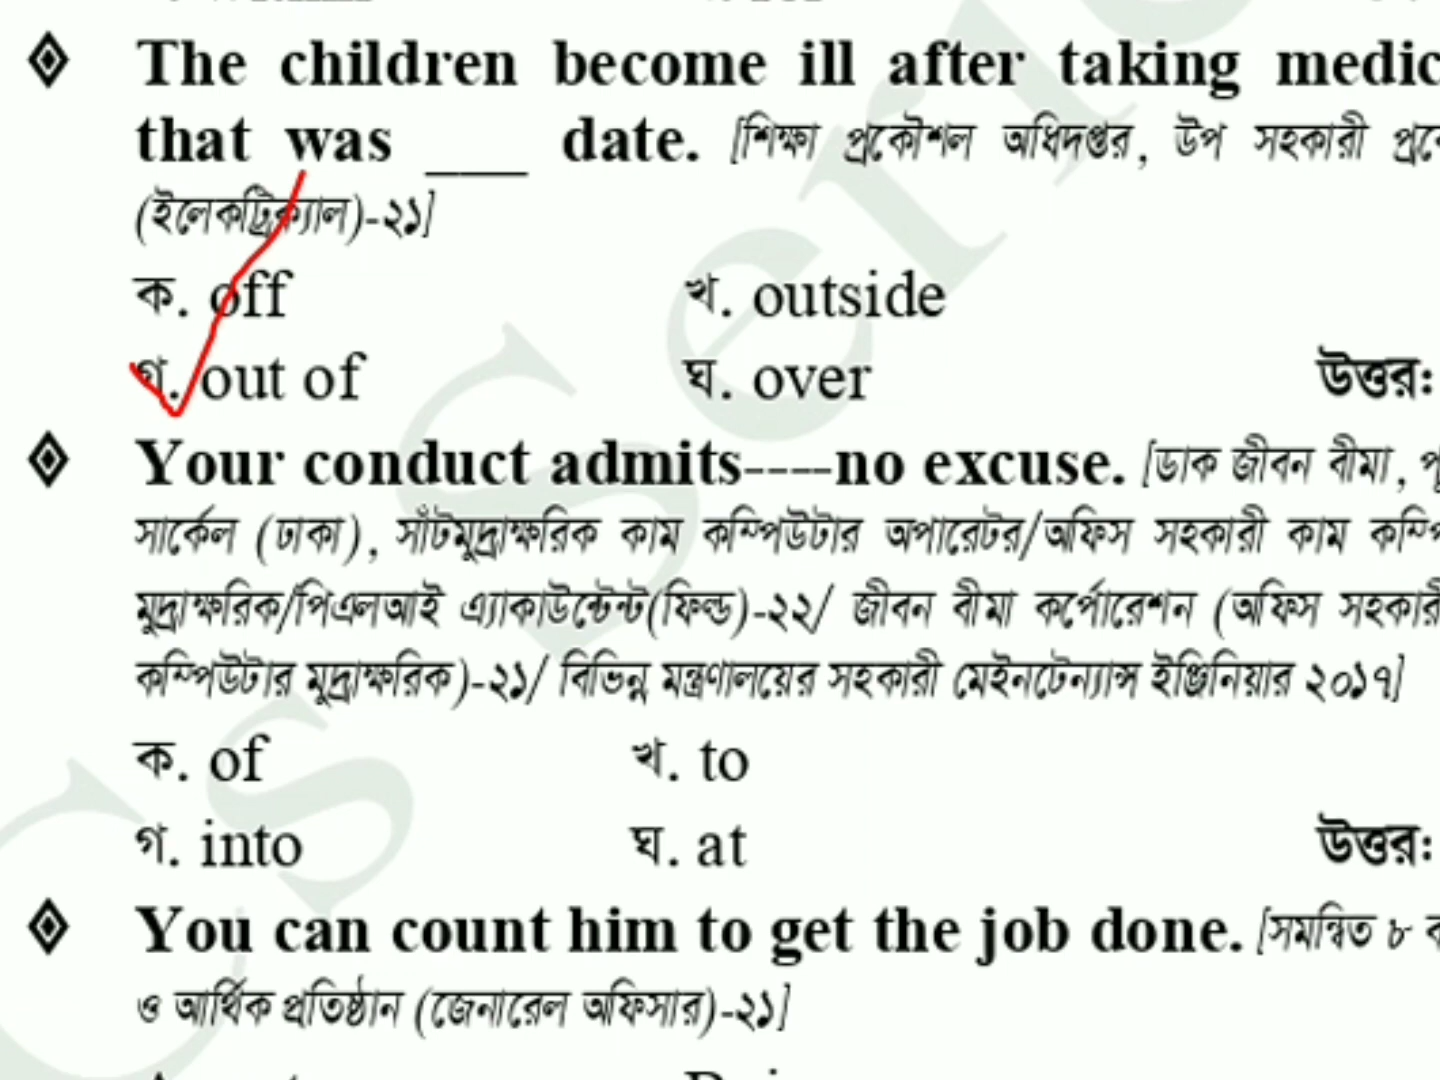 The children become ill after taking medic
that was ____ date. [শিক্ষা প্রকৌশল অধিদপ্তর, উপ সহকারী প্রকৌ
(ইলেকট্রিক্যাল)-২১]
ক. off খ. outside
গ. out of ঘ. over উত্তর:
Your conduct admits----no excuse. [ডাক জীবন বীমা, পূ
সার্কেল (ঢাকা), সাঁটমুদ্রাক্ষরিক কাম কম্পিউটার অপারেটর/অফিস সহকারী কাম কম্পি
মুদ্রাক্ষরিক/পিএলআই এ্যাকাউন্টেন্ট(ফিল্ড)-২২/ জীবন বীমা কর্পোরেশন (অফিস সহকারী
কম্পিউটার মুদ্রাক্ষরিক)-২১/ বিভিন্ন মন্ত্রণালয়ের সহকারী মেইনটেন্যান্স ইঞ্জিনিয়ার ২০১৭]
ক. of খ. to
গ. into ঘ. at উত্তর:
You can count him to get the job done. [সমন্বিত ৮ ব
ও আর্থিক প্রতিষ্ঠান (জেনারেল অফিসার)-২১]